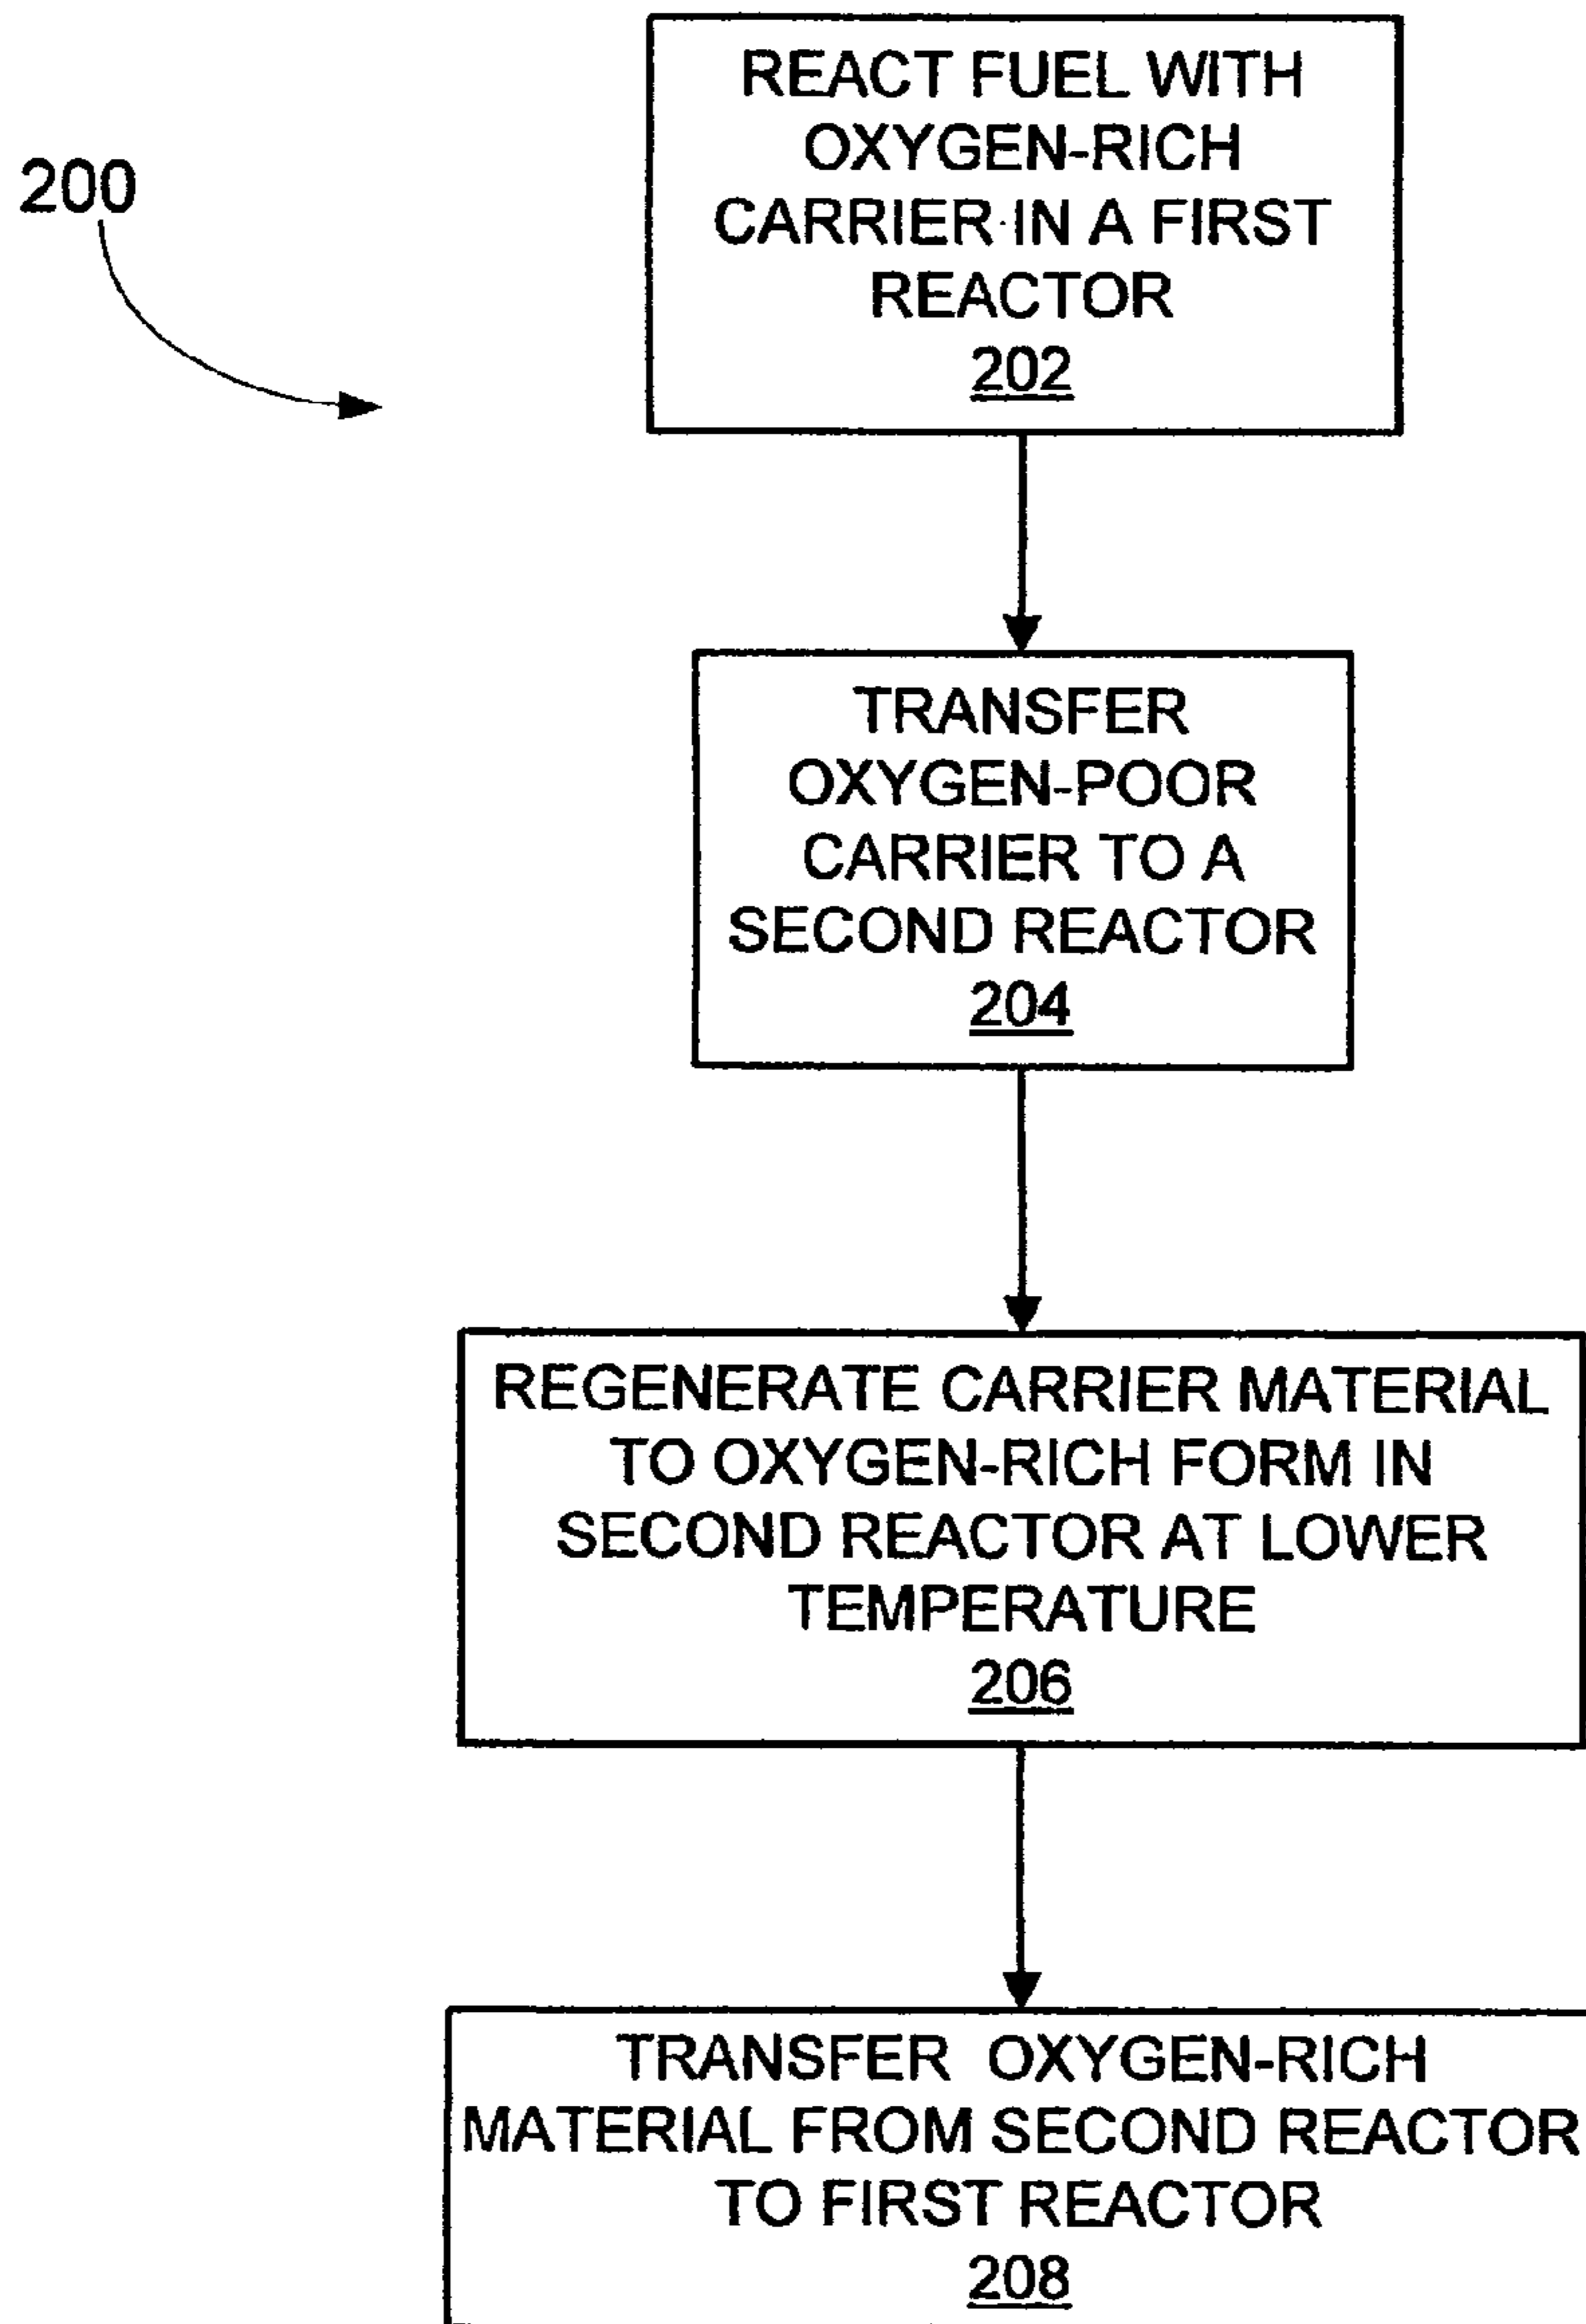 200
REACT FUEL WITH
OXYGEN-RICH
CARRIER IN A FIRST
REACTOR
202
TRANSFER
OXYGEN-POOR
CARRIER TO A
SECOND REACTOR
204
REGENERATE CARRIER MATERIAL
TO OXYGEN-RICH FORM IN
SECOND REACTOR AT LOWER
TEMPERATURE
206
TRANSFER OXYGEN-RICH
MATERIAL FROM SECOND REACTOR
TO FIRST REACTOR
208